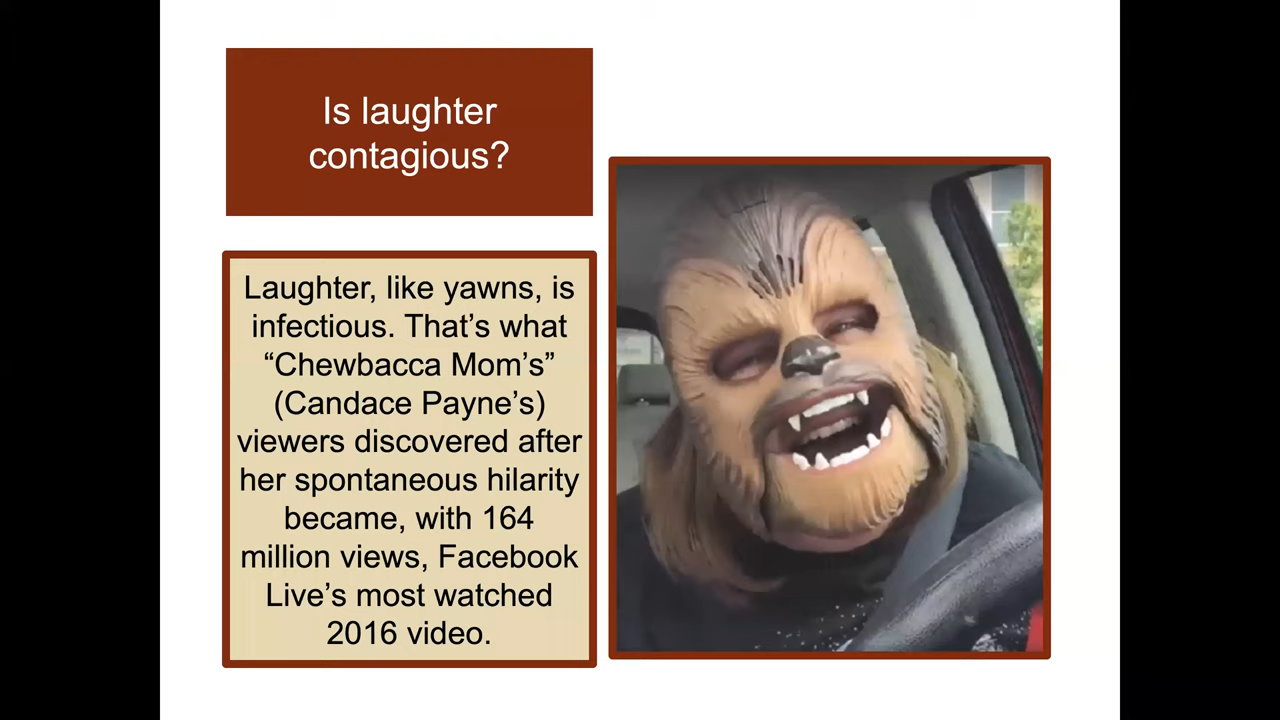 Is laughter
contagious?
Laughter, like yawns, is
infectious. That’s what
“Chewbacca Mom’s”
(Candace Payne’s)
viewers discovered after
her spontaneous hilarity
became, with 164
million views, Facebook
Live’s most watched
2016 video.